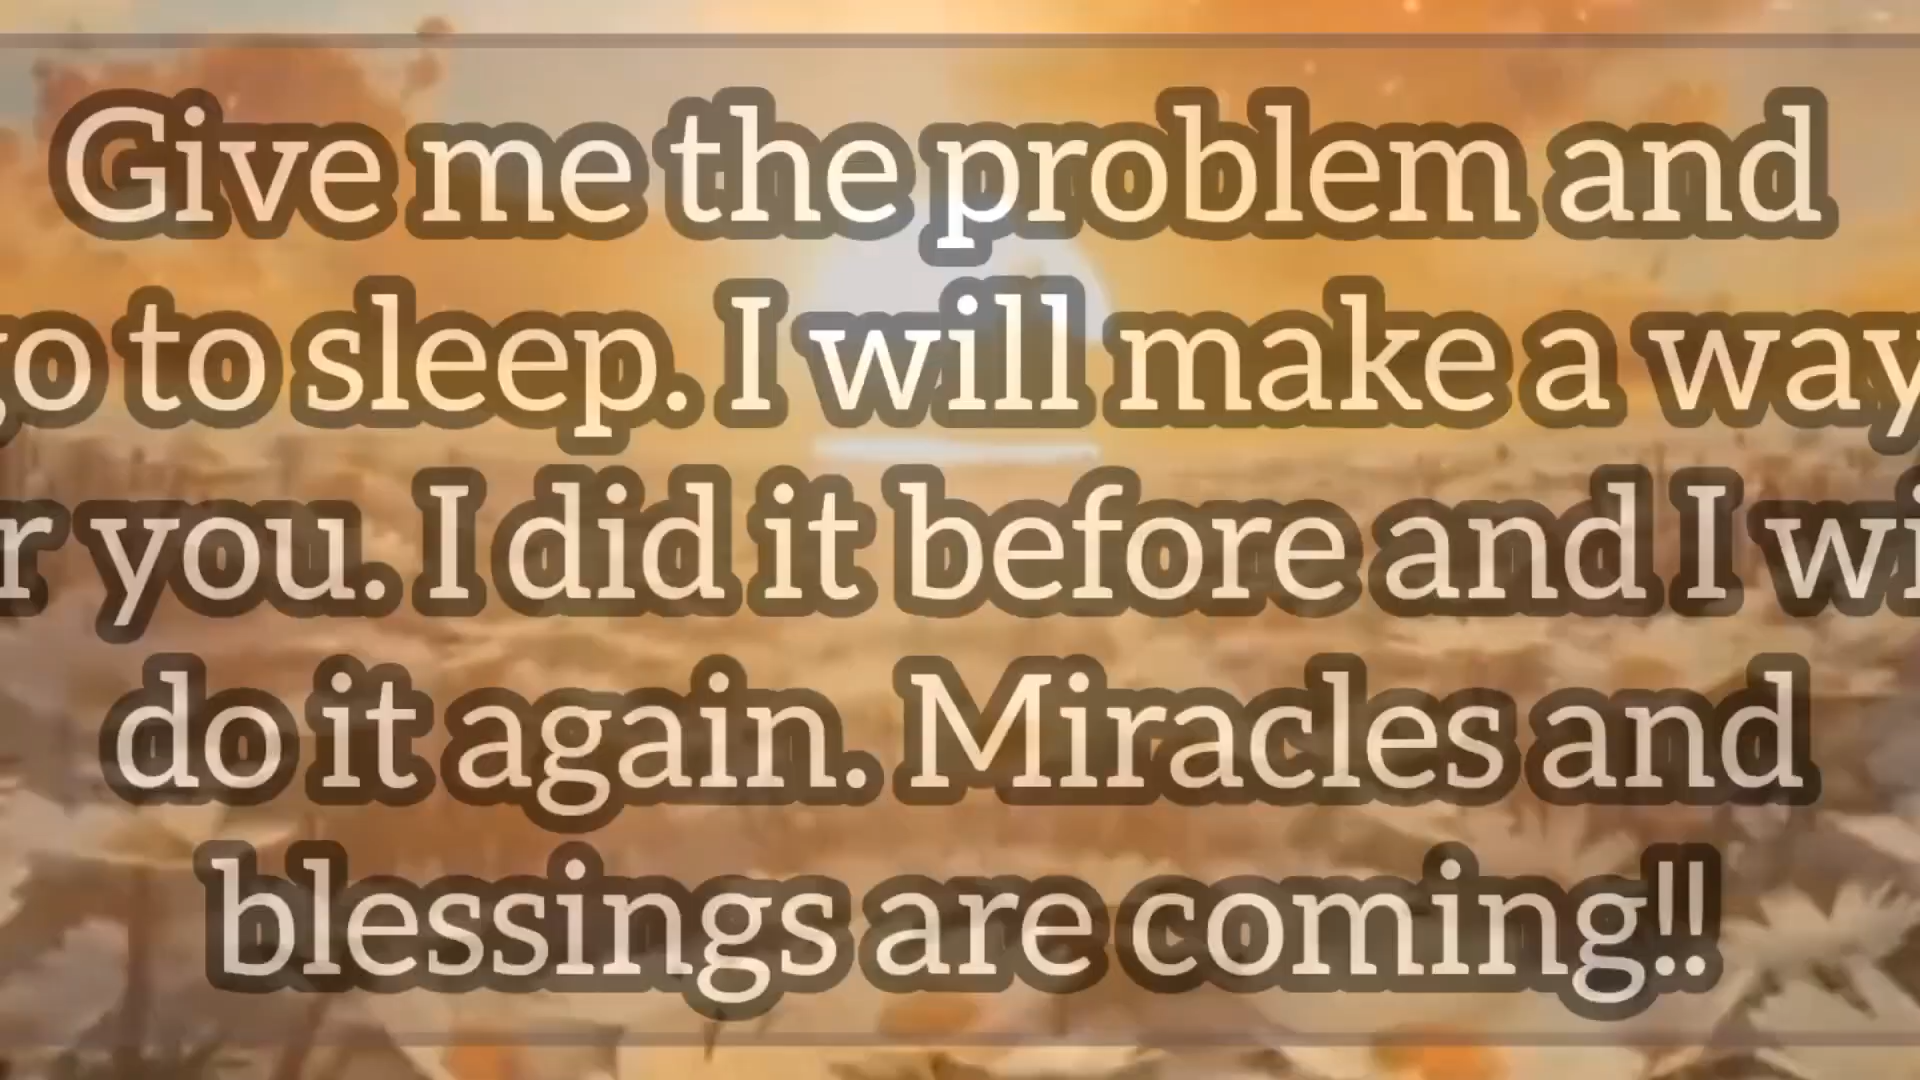 Give me the problem and
go to sleep. I will make a way
r you. I did it before and I wi
do it again. Miracles and
blessings are coming!!